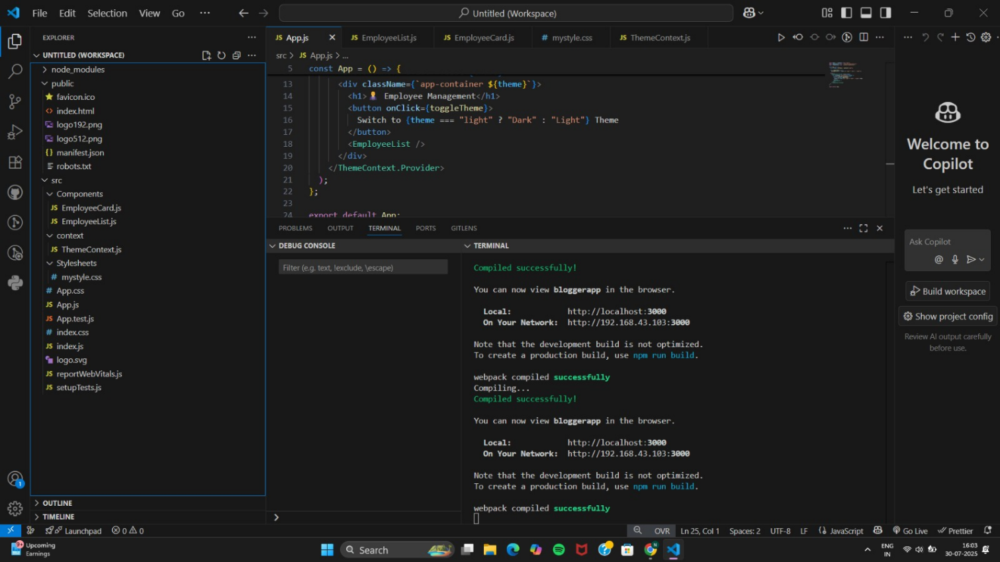 File Edit Selection View Go ··· Untitled (Workspace)
EXPLORER
UNTITLED (WORKSPACE)
node_modules
public
favicon.ico
index.html
logo192.png
logo512.png
manifest.json
robots.txt
src
Components
JS EmployeeCard.js
JS EmployeeList.js
context
JS ThemeContext.js
Stylesheets
# mystyle.css
# App.css
JS App.js
JS App.test.js
# index.css
JS index.js
logo.svg
JS reportWebVitals.js
JS setupTests.js
OUTLINE
TIMELINE
JS App.js JS EmployeeList.js JS EmployeeCard.js # mystyle.css JS ThemeContext.js
src > JS App.js > ...
5 const App = () => {
13 <div className={`app-container ${theme}`}>
14 <h1> Employee Management</h1>
15 <button onClick={toggleTheme}>
16 Switch to {theme === "light" ? "Dark" : "Light"} Theme
17 </button>
18 <EmployeeList />
19 </div>
20 </ThemeContext.Provider>
21 );
22 };
23
24 export default App;
PROBLEMS OUTPUT TERMINAL PORTS GITLENS
DEBUG CONSOLE
Filter (e.g. text, !exclude, \escape)
TERMINAL
Compiled successfully!
You can now view bloggerapp in the browser.
Local: http://localhost:3000
On Your Network: http://192.168.43.103:3000
Note that the development build is not optimized.
To create a production build, use npm run build.
webpack compiled successfully
Compiling...
Compiled successfully!
You can now view bloggerapp in the browser.
Local: http://localhost:3000
On Your Network: http://192.168.43.103:3000
Note that the development build is not optimized.
To create a production build, use npm run build.
webpack compiled successfully
Welcome to
Copilot
Let's get started
Ask Copilot
@
Build workspace
Show project config
Review AI output carefully
before use.
1
Launchpad 0 0 OVR Ln 25, Col 1 Spaces: 2 UTF-8 LF JavaScript Go Live Prettier
9+ Upcoming
Earnings
Search
ENG
IN
16:03
30-07-2025